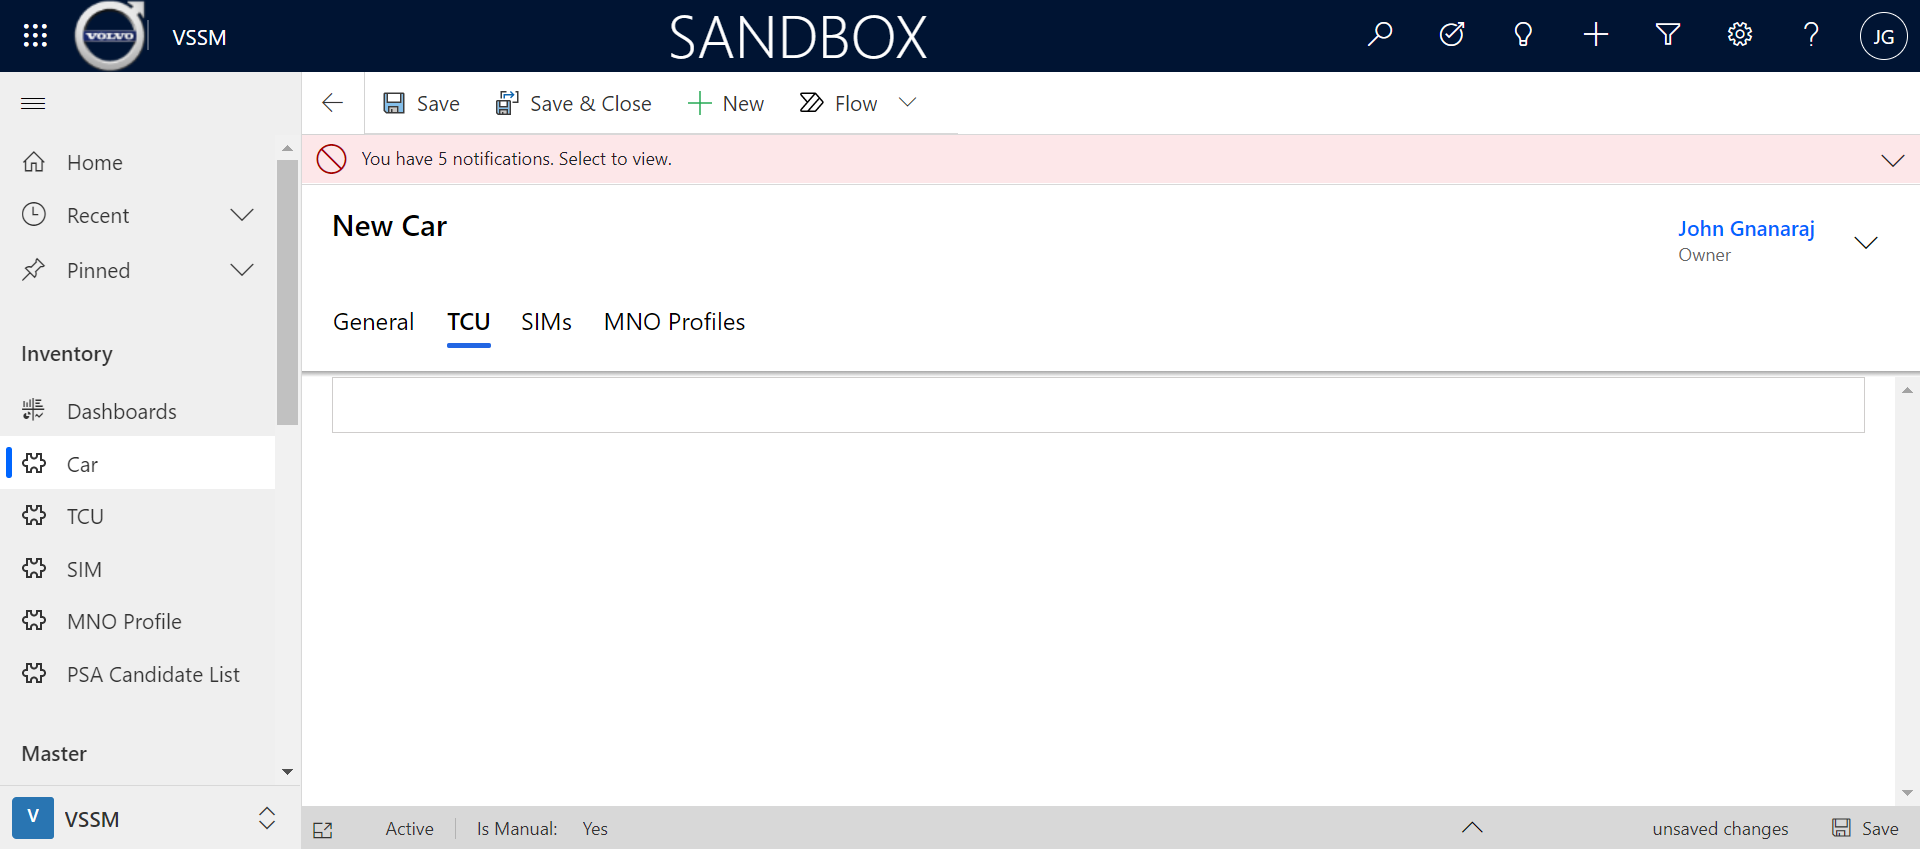 VOLVO
VSSM
SANDBOX
JG
Save
Save & Close
New
Flow
You have 5 notifications. Select to view.
Home
Recent
Pinned
Inventory
Dashboards
Car
TCU
SIM
MNO Profile
PSA Candidate List
Master
V
VSSM
New Car
John Gnanaraj
Owner
General
TCU
SIMs
MNO Profiles
Active
Is Manual: Yes
unsaved changes
Save